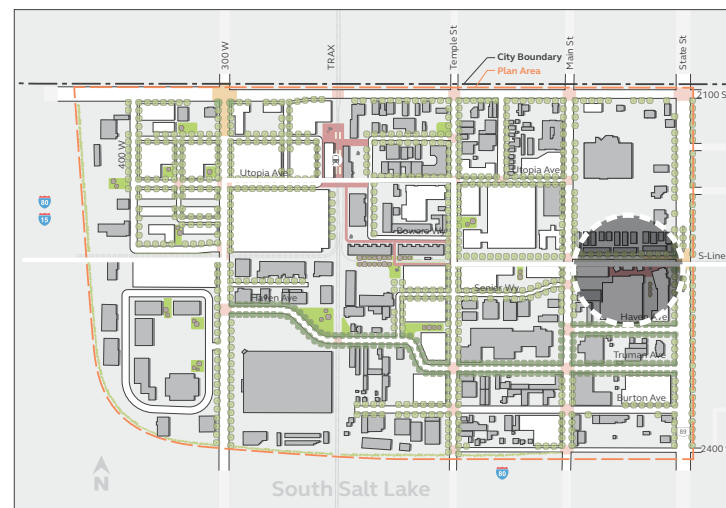 300 W
TRAX
Temple St
Main St
State St
City Boundary
Plan Area
2100 S
400 W
Utopia Ave
Utopia Ave
80
15
Bowers Wy
S-Line
Senior Wy
Haven Ave
Haven Ave
Truman Ave
Burton Ave
89
2400 S
80
N
South Salt Lake